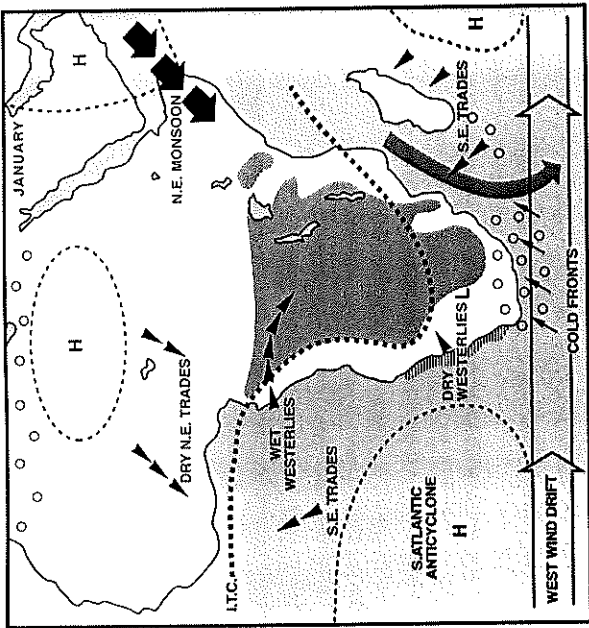 JANUARY
H
H
N.E. MONSOON
H
DRY N.E. TRADES
I.T.C.
WET
WESTERLIES
S.E. TRADES
S.E. TRADES
DRY
WESTERLIES
L
S.ATLANTIC
ANTICYCLONE
H
COLD FRONTS
WEST WIND DRIFT